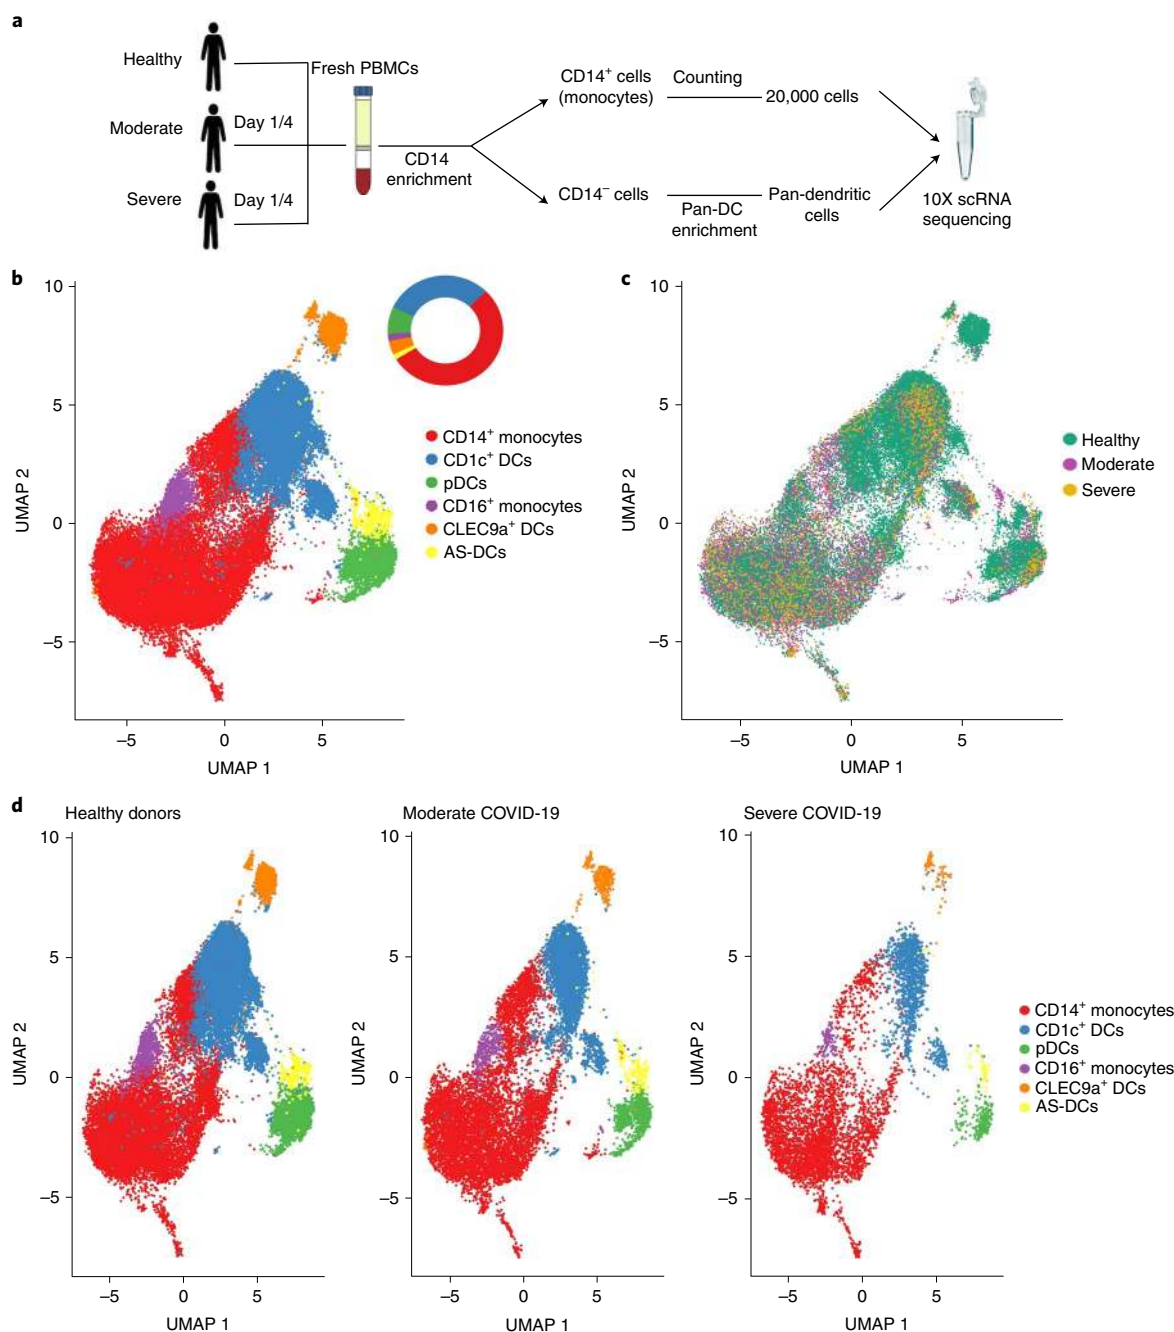 a
Healthy
Moderate
Severe
Day 1/4
Day 1/4
Fresh PBMCs
CD14
enrichment
CD14⁺ cells
(monocytes)
Counting
20,000 cells
CD14⁻ cells
Pan-DC
enrichment
Pan-dendritic
cells
10X scRNA
sequencing
b
10
5
0
−5
UMAP 2
−5 0 5
UMAP 1
CD14⁺ monocytes
CD1c⁺ DCs
pDCs
CD16⁺ monocytes
CLEC9a⁺ DCs
AS-DCs
c
10
5
0
−5
UMAP 2
−5 0 5
UMAP 1
Healthy
Moderate
Severe
d
Healthy donors
10
5
0
−5
UMAP 2
−5 0 5
UMAP 1
Moderate COVID-19
10
5
0
−5
UMAP 2
−5 0 5
UMAP 1
Severe COVID-19
10
5
0
−5
UMAP 2
−5 0 5
UMAP 1
CD14⁺ monocytes
CD1c⁺ DCs
pDCs
CD16⁺ monocytes
CLEC9a⁺ DCs
AS-DCs